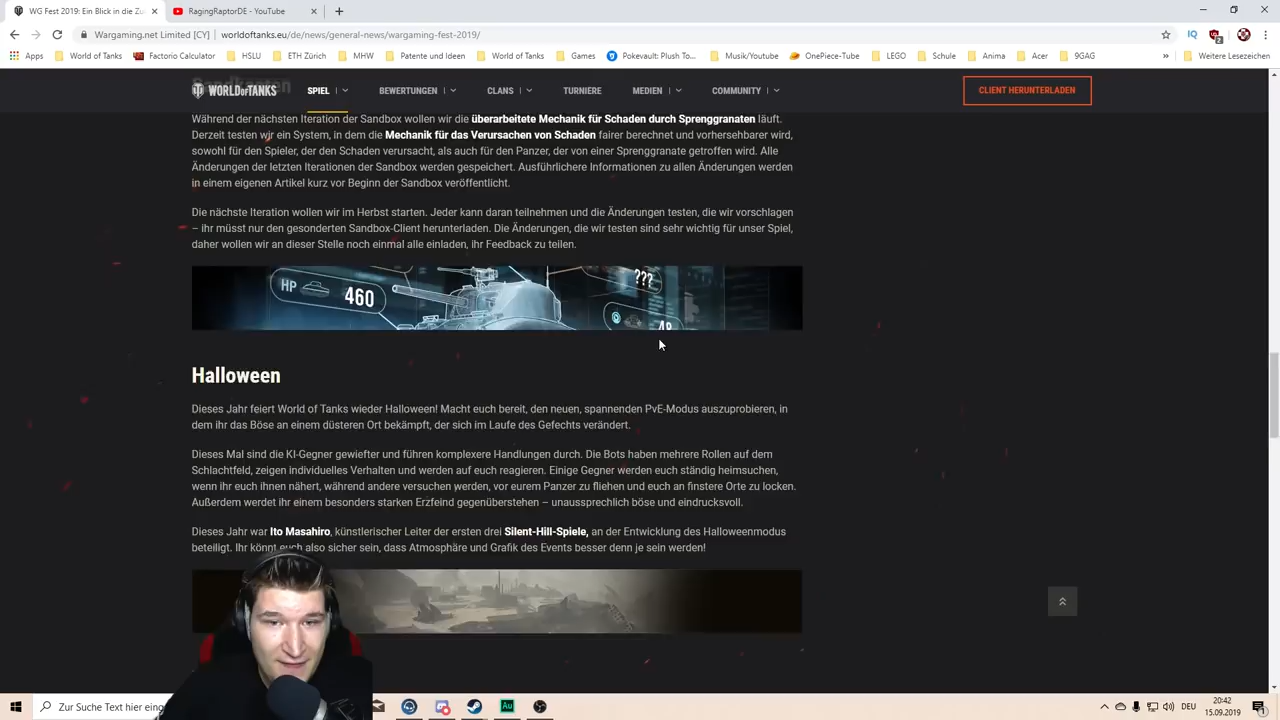 WG Fest 2019: Ein Blick in die Zu
RagingRaptorDE - YouTube
Wargaming.net Limited [CY] | worldoftanks.eu/de/news/general-news/wargaming-fest-2019/
Apps World of Tanks Factorio Calculator HSLU ETH Zürich MHW Patente und Ideen World of Tanks Games Pokevault: Plush To... Musik/Youtube OnePiece-Tube LEGO Schule Anima Acer 9GAG » Weitere Lesezeichen
Sandkasten
WORLD OF TANKS SPIEL BEWERTUNGEN CLANS TURNIERE MEDIEN COMMUNITY CLIENT HERUNTERLADEN
Während der nächsten Iteration der Sandbox wollen wir die überarbeitete Mechanik für Schaden durch Sprenggranaten läuft.
Derzeit testen wir ein System, in dem die Mechanik für das Verursachen von Schaden fairer berechnet und vorhersehbarer wird,
sowohl für den Spieler, der den Schaden verursacht, als auch für den Panzer, der von einer Sprenggranate getroffen wird. Alle
Änderungen der letzten Iterationen der Sandbox werden gespeichert. Ausführlichere Informationen zu allen Änderungen werden
in einem eigenen Artikel kurz vor Beginn der Sandbox veröffentlicht.
Die nächste Iteration wollen wir im Herbst starten. Jeder kann daran teilnehmen und die Änderungen testen, die wir vorschlagen
– ihr müsst nur den gesonderten Sandbox-Client herunterladen. Die Änderungen, die wir testen sind sehr wichtig für unser Spiel,
daher wollen wir an dieser Stelle noch einmal alle einladen, ihr Feedback zu teilen.
HP 460 ??? 48
Halloween
Dieses Jahr feiert World of Tanks wieder Halloween! Macht euch bereit, den neuen, spannenden PvE-Modus auszuprobieren, in
dem ihr das Böse an einem düsteren Ort bekämpft, der sich im Laufe des Gefechts verändert.
Dieses Mal sind die KI-Gegner gewiefter und führen komplexere Handlungen durch. Die Bots haben mehrere Rollen auf dem
Schlachtfeld, zeigen individuelles Verhalten und werden auf euch reagieren. Einige Gegner werden euch ständig heimsuchen,
wenn ihr euch ihnen nähert, während andere versuchen werden, vor eurem Panzer zu fliehen und euch an finstere Orte zu locken.
Außerdem werdet ihr einem besonders starken Erzfeind gegenüberstehen – unaussprechlich böse und eindrucksvoll.
Dieses Jahr war Ito Masahiro, künstlerischer Leiter der ersten drei Silent-Hill-Spiele, an der Entwicklung des Halloweenmodus
beteiligt. Ihr könnt euch also sicher sein, dass Atmosphäre und Grafik des Events besser denn je sein werden!
Zur Suche Text hier eing
Au
DEU
20:42
15.09.2019